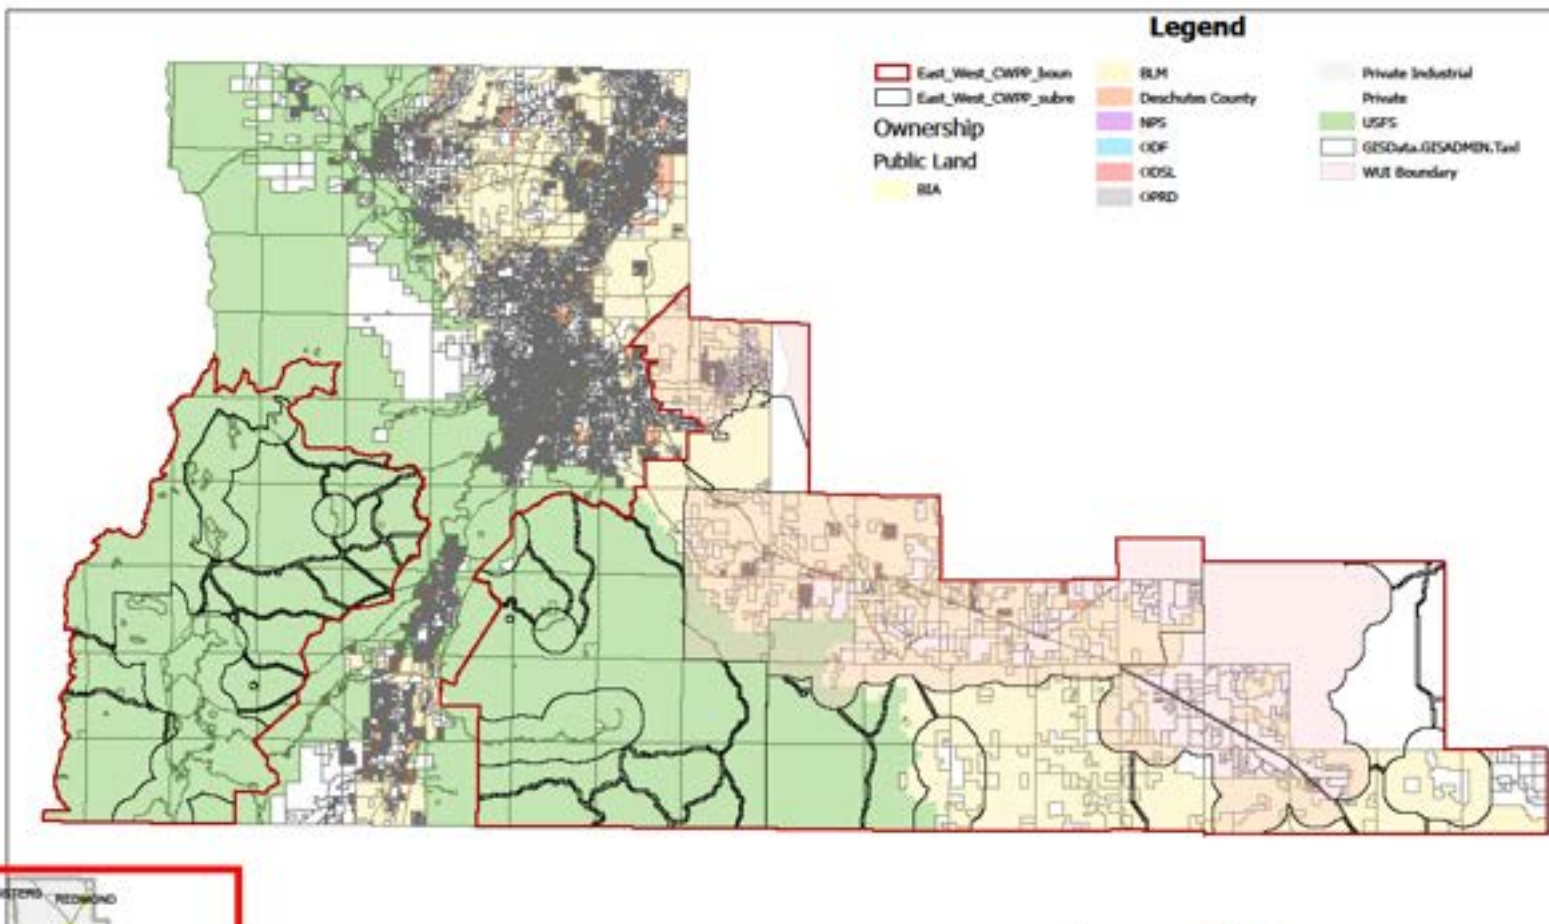 Legend
East_West_CWPP_boun
East_West_CWPP_subre
Ownership
Public Land
BIA
BLM
Deschutes County
NPS
ODF
ODSL
OPRD
Private Industrial
Private
USFS
GISData.GISADMIN.Taxl
WUI Boundary
REDMOND